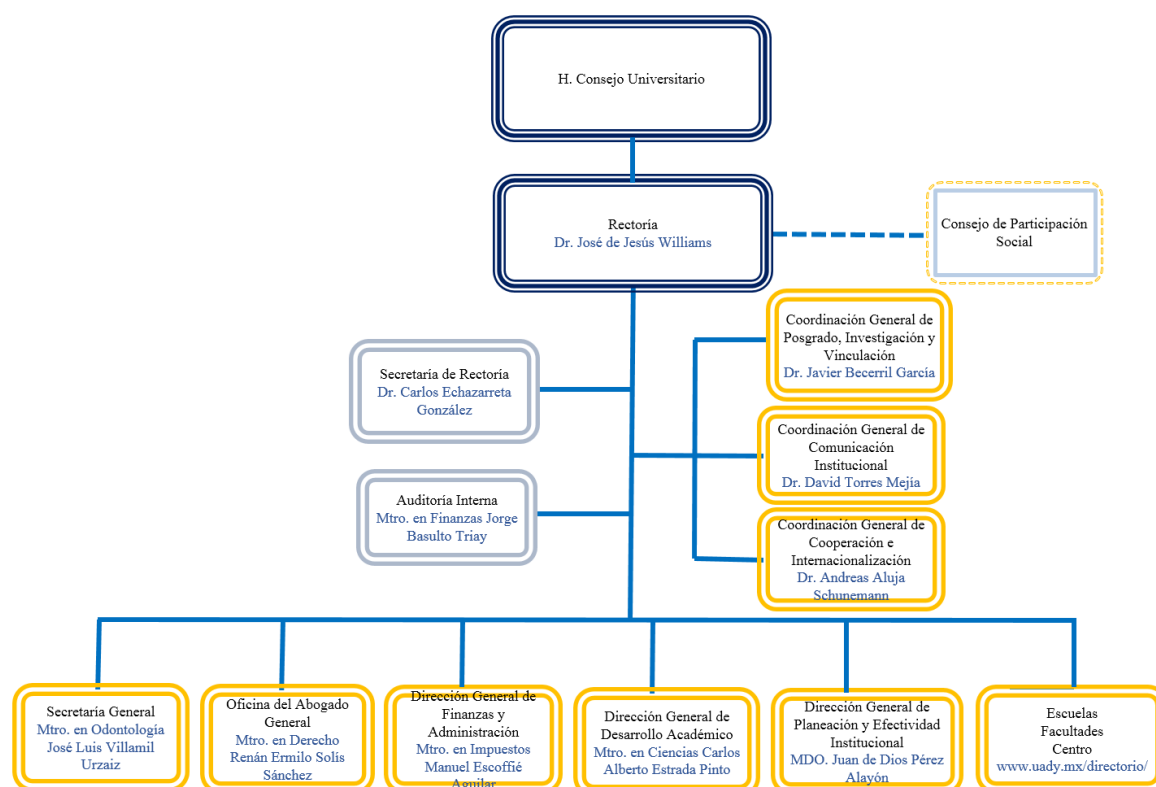 H. Consejo Universitario
Rectoría
Dr. José de Jesús Williams
Consejo de Participación
Social
Coordinación General de
Posgrado, Investigación y
Vinculación
Dr. Javier Becerril García
Secretaría de Rectoría
Dr. Carlos Echazarreta
González
Coordinación General de
Comunicación
Institucional
Dr. David Torres Mejía
Auditoría Interna
Mtro. en Finanzas Jorge
Basulto Triay
Coordinación General de
Cooperación e
Internacionalización
Dr. Andreas Aluja
Schunemann
Secretaría General
Mtro. en Odontología
José Luis Villamil
Urzaiz
Oficina del Abogado
General
Mtro. en Derecho
Renán Ermilo Solís
Sánchez
Dirección General de
Finanzas y
Administración
Mtro. en Impuestos
Manuel Escoffié
Aguilar
Dirección General de
Desarrollo Académico
Mtro. en Ciencias Carlos
Alberto Estrada Pinto
Dirección General de
Planeación y Efectividad
Institucional
MDO. Juan de Dios Pérez
Alayón
Escuelas
Facultades
Centro
www.uady.mx/directorio/